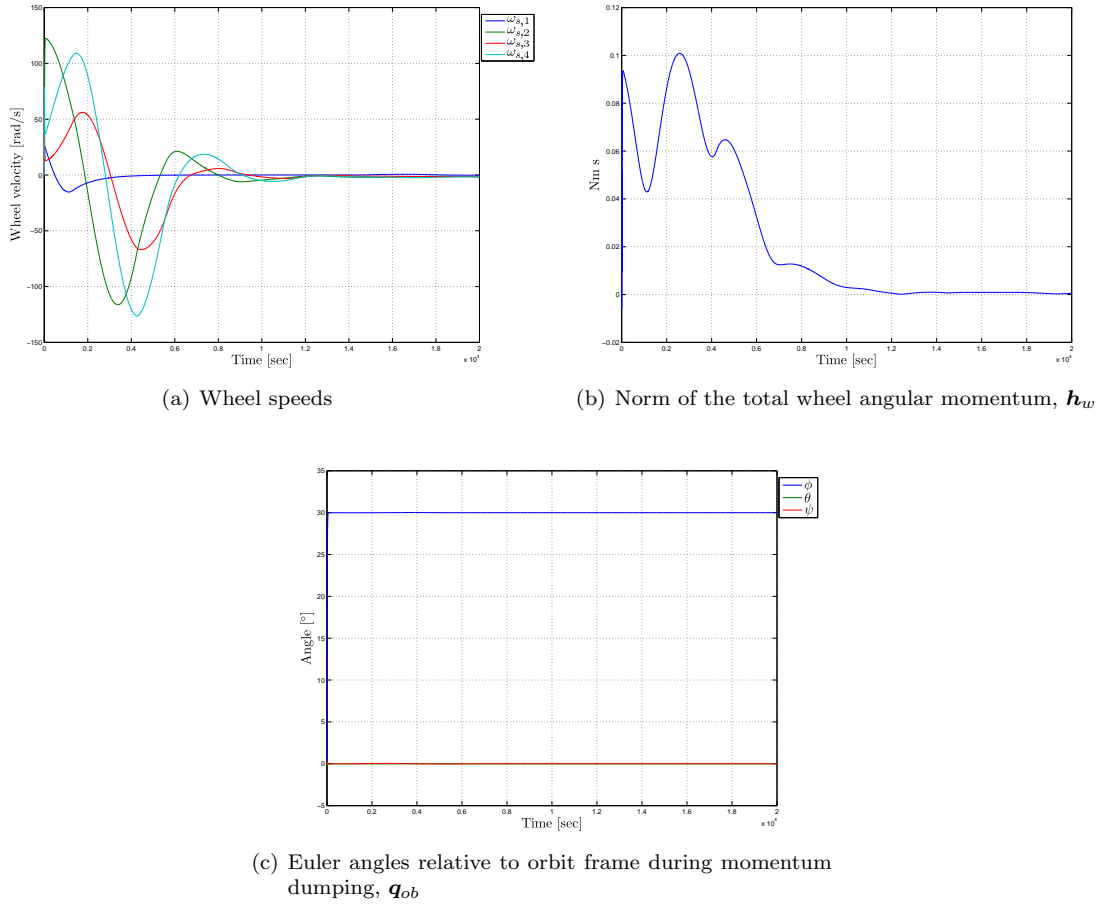 150
100
50
0
−50
−100
−150
Wheel velocity [rad/s]
0 0.2 0.4 0.6 0.8 1 1.2 1.4 1.6 1.8 2
x 10⁴
Time [sec]
ω_{s,1}
ω_{s,2}
ω_{s,3}
ω_{s,4}
(a) Wheel speeds
0.12
0.1
0.08
0.06
0.04
0.02
0
−0.02
Nm s
0 0.2 0.4 0.6 0.8 1 1.2 1.4 1.6 1.8 2
x 10⁴
Time [sec]
(b) Norm of the total wheel angular momentum, h_w
35
30
25
20
15
10
5
0
−5
Angle [°]
0 0.2 0.4 0.6 0.8 1 1.2 1.4 1.6 1.8 2
x 10⁴
Time [sec]
ϕ
θ
ψ
(c) Euler angles relative to orbit frame during momentum
dumping, q_{ob}